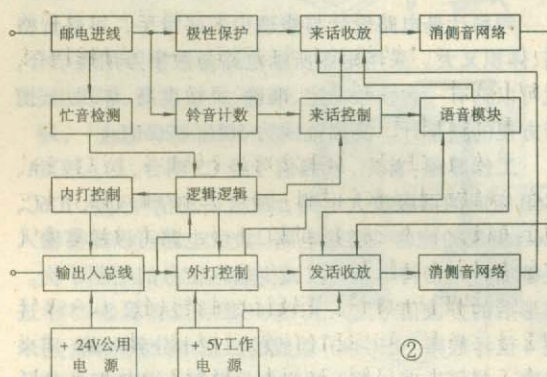 邮电进线 极性保护 来话收放 消侧音网络
忙音检测 铃音计数 来话控制 语音模块
内打控制 逻辑逻辑
输出人总线 外打控制 发话收放 消侧音网络
+24V公用
电 源
+5V工作
电 源
②